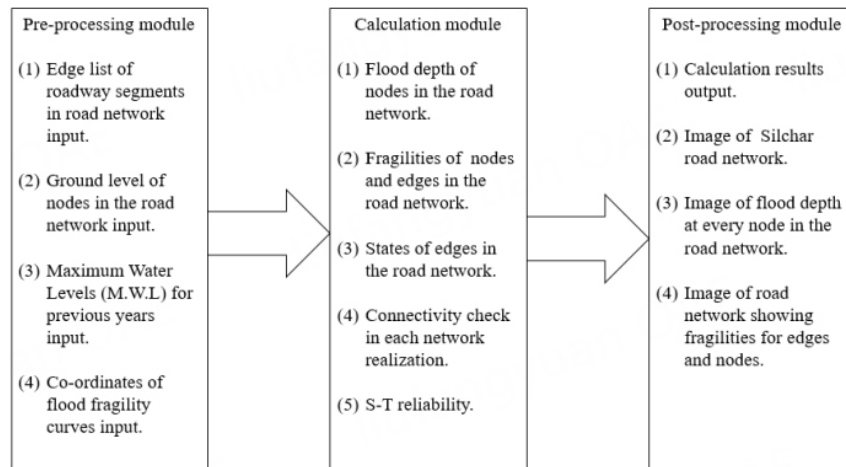 Pre-processing module
(1) Edge list of
roadway segments
in road network
input.
(2) Ground level of
nodes in the road
network input.
(3) Maximum Water
Levels (M.W.L) for
previous years
input.
(4) Co-ordinates of
flood fragility
curves input.
Calculation module
(1) Flood depth of
nodes in the road
network.
(2) Fragilities of nodes
and edges in the
road network.
(3) States of edges in
the road network.
(4) Connectivity check
in each network
realization.
(5) S-T reliability.
Post-processing module
(1) Calculation results
output.
(2) Image of Silchar
road network.
(3) Image of flood depth
at every node in the
road network.
(4) Image of road
network showing
fragilities for edges
and nodes.